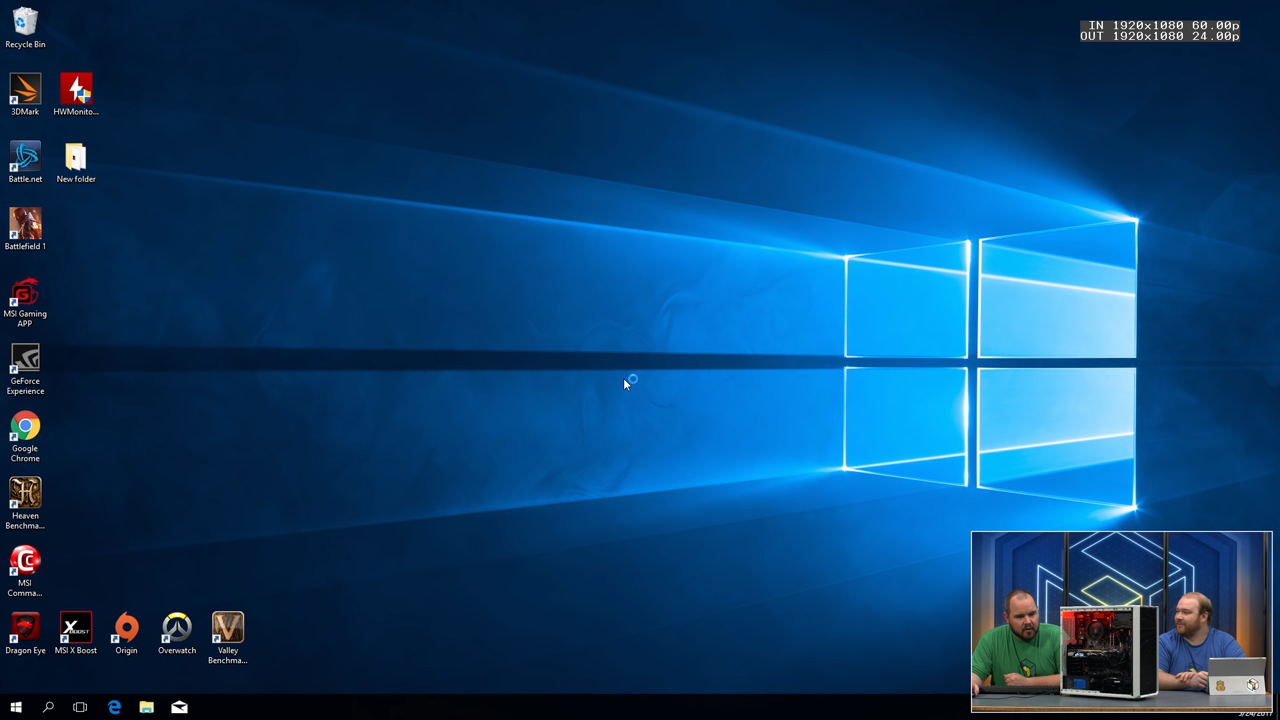 IN 1920x1080 60.00p
OUT 1920x1080 24.00p
Recycle Bin
3DMark
HWMonito...
Battle.net
New folder
Battlefield 1
MSI Gaming
APP
GeForce
Experience
Google
Chrome
Heaven
Benchma...
MSI
Comma...
Dragon Eye
MSI X Boost
Origin
Overwatch
Valley
Benchma...
X
BOOST